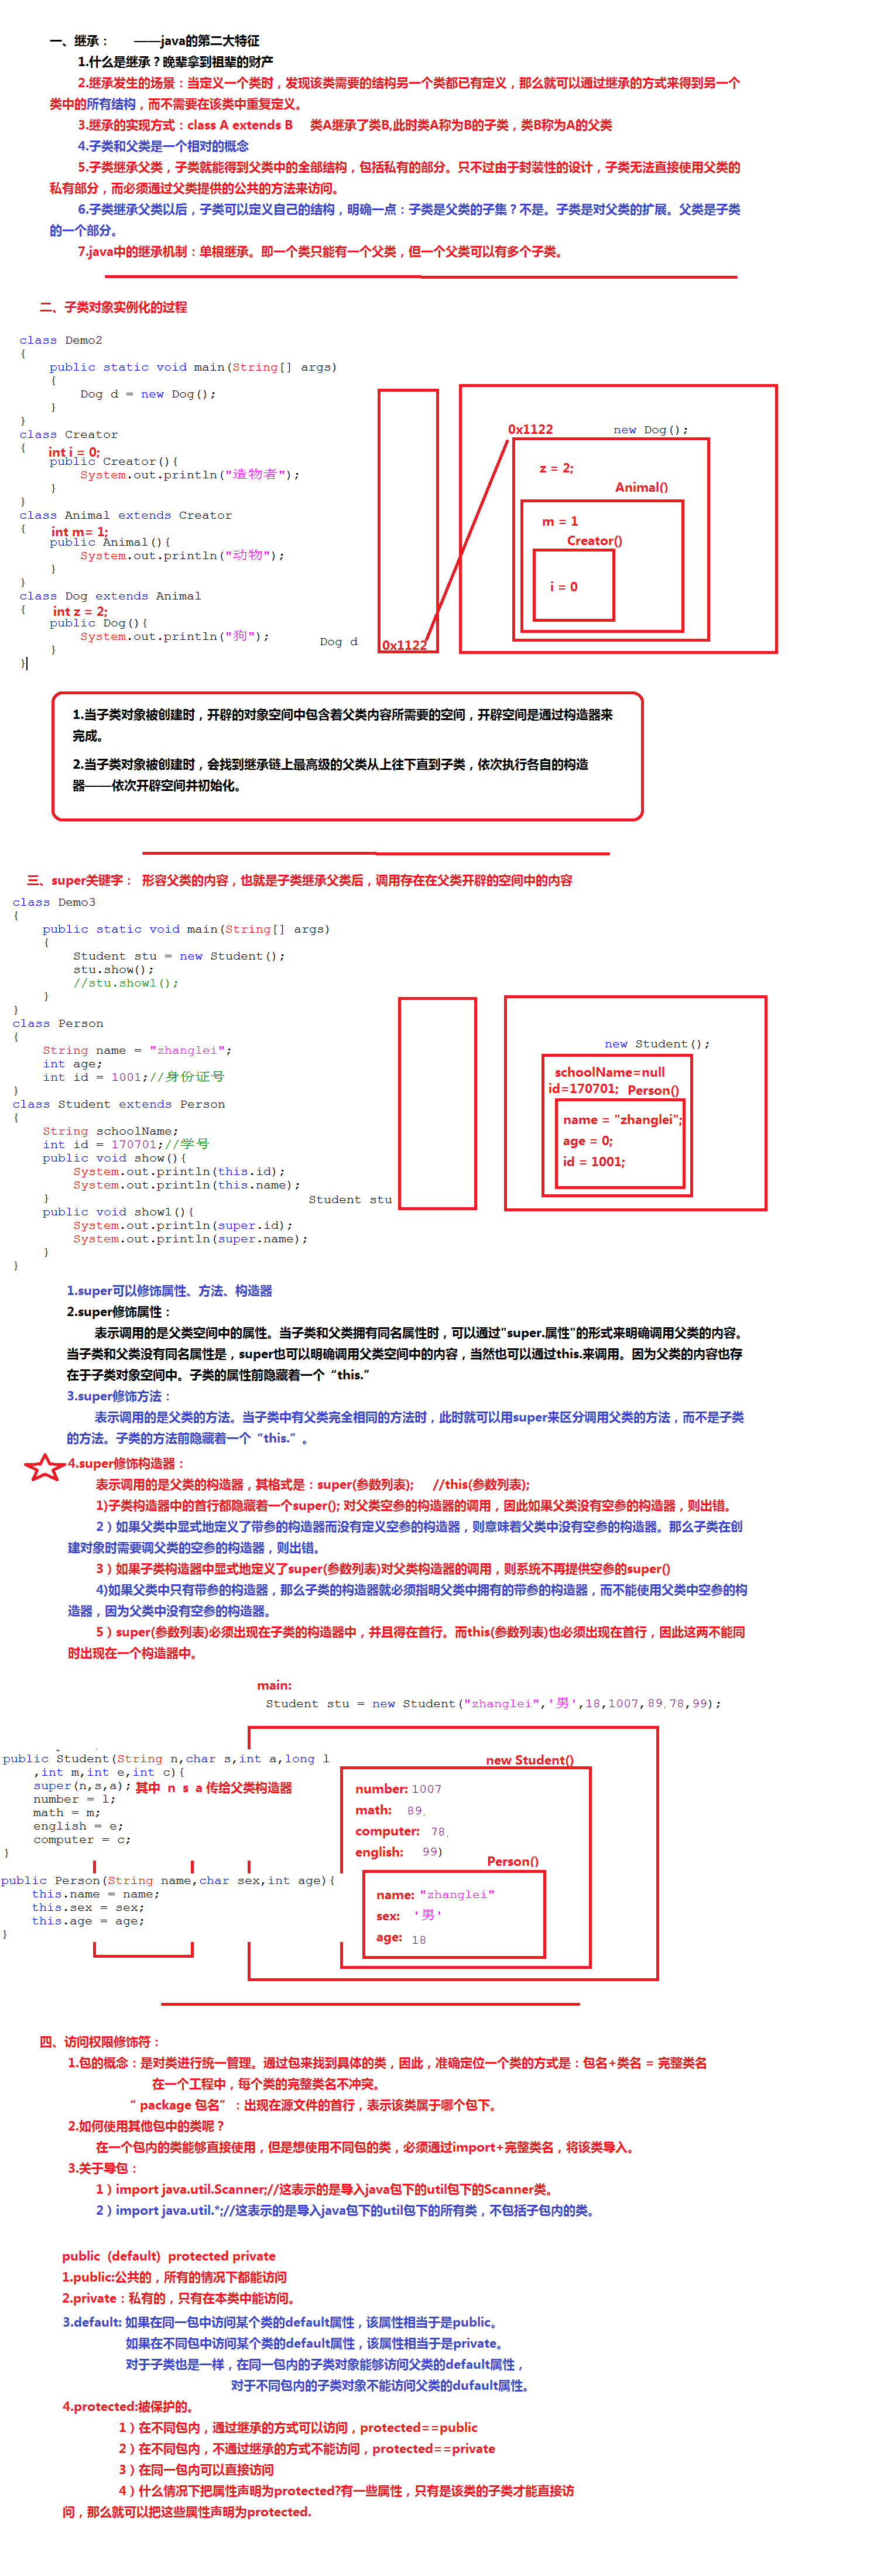 一、继承： ——java的第二大特征
1.什么是继承？晚辈拿到祖辈的财产
2.继承发生的场景：当定义一个类时，发现该类需要的结构另一个类都已有定义，那么就可以通过继承的方式来得到另一个
类中的所有结构，而不需要在该类中重复定义。
3.继承的实现方式：class A extends B 类A继承了类B,此时类A称为B的子类，类B称为A的父类
4.子类和父类是一个相对的概念
5.子类继承父类，子类就能得到父类中的全部结构，包括私有的部分。只不过由于封装性的设计，子类无法直接使用父类的
私有部分，而必须通过父类提供的公共的方法来访问。
6.子类继承父类以后，子类可以定义自己的结构，明确一点：子类是父类的子集？不是。子类是对父类的扩展。父类是子类
的一个部分。
7.java中的继承机制：单根继承。即一个类只能有一个父类，但一个父类可以有多个子类。
二、子类对象实例化的过程
class Demo2
{
public static void main(String[] args)
{
Dog d = new Dog();
}
}
class Creator
{
int i = 0;
public Creator(){
System.out.println("造物者");
}
}
class Animal extends Creator
{
int m= 1;
public Animal(){
System.out.println("动物");
}
}
class Dog extends Animal
{
int z = 2;
public Dog(){
System.out.println("狗");
}
}
Dog d
0x1122
0x1122
new Dog();
z = 2;
Animal()
m = 1
Creator()
i = 0
1.当子类对象被创建时，开辟的对象空间中包含着父类内容所需要的空间，开辟空间是通过构造器来
完成。
2.当子类对象被创建时，会找到继承链上最高级的父类从上往下直到子类，依次执行各自的构造
器——依次开辟空间并初始化。
三、super关键字： 形容父类的内容，也就是子类继承父类后，调用存在在父类开辟的空间中的内容
class Demo3
{
public static void main(String[] args)
{
Student stu = new Student();
stu.show();
//stu.show1();
}
}
class Person
{
String name = "zhanglei";
int age;
int id = 1001;//身份证号
}
class Student extends Person
{
String schoolName;
int id = 170701;//学号
public void show(){
System.out.println(this.id);
System.out.println(this.name);
}
public void show1(){
System.out.println(super.id);
System.out.println(super.name);
}
}
Student stu
new Student();
schoolName=null
id=170701; Person()
name = "zhanglei";
age = 0;
id = 1001;
1.super可以修饰属性、方法、构造器
2.super修饰属性：
表示调用的是父类空间中的属性。当子类和父类拥有同名属性时，可以通过"super.属性"的形式来明确调用父类的内容。
当子类和父类没有同名属性是，super也可以明确调用父类空间中的内容，当然也可以通过this.来调用。因为父类的内容也存
在于子类对象空间中。子类的属性前隐藏着一个“this.”
3.super修饰方法：
表示调用的是父类的方法。当子类中有父类完全相同的方法时，此时就可以用super来区分调用父类的方法，而不是子类
的方法。子类的方法前隐藏着一个“this.”。
4.super修饰构造器：
表示调用的是父类的构造器，其格式是：super(参数列表); //this(参数列表);
1)子类构造器中的首行都隐藏着一个super(); 对父类空参的构造器的调用，因此如果父类没有空参的构造器，则出错。
2）如果父类中显式地定义了带参的构造器而没有定义空参的构造器，则意味着父类中没有空参的构造器。那么子类在创
建对象时需要调父类的空参的构造器，则出错。
3）如果子类构造器中显式地定义了super(参数列表)对父类构造器的调用，则系统不再提供空参的super()
4)如果父类中只有带参的构造器，那么子类的构造器就必须指明父类中拥有的带参的构造器，而不能使用父类中空参的构
造器，因为父类中没有空参的构造器。
5）super(参数列表)必须出现在子类的构造器中，并且得在首行。而this(参数列表)也必须出现在首行，因此这两不能同
时出现在一个构造器中。
main:
Student stu = new Student("zhanglei",'男',18,1007,89,78,99);
public Student(String n,char s,int a,long l
,int m,int e,int c){
super(n,s,a); 其中 n s a 传给父类构造器
number = l;
math = m;
english = e;
computer = c;
}
public Person(String name,char sex,int age){
this.name = name;
this.sex = sex;
this.age = age;
}
new Student()
number: 1007
math: 89,
computer: 78,
english: 99)
Person()
name: "zhanglei"
sex: '男'
age: 18
四、访问权限修饰符：
1.包的概念：是对类进行统一管理。通过包来找到具体的类，因此，准确定位一个类的方式是：包名+类名 = 完整类名
在一个工程中，每个类的完整类名不冲突。
“ package 包名”：出现在源文件的首行，表示该类属于哪个包下。
2.如何使用其他包中的类呢？
在一个包内的类能够直接使用，但是想使用不同包的类，必须通过import+完整类名，将该类导入。
3.关于导包：
1）import java.util.Scanner;//这表示的是导入java包下的util包下的Scanner类。
2）import java.util.*;//这表示的是导入java包下的util包下的所有类，不包括子包内的类。
public (default) protected private
1.public:公共的，所有的情况下都能访问
2.private：私有的，只有在本类中能访问。
3.default: 如果在同一包中访问某个类的default属性，该属性相当于是public。
如果在不同包中访问某个类的default属性，该属性相当于是private。
对于子类也是一样，在同一包内的子类对象能够访问父类的default属性，
对于不同包内的子类对象不能访问父类的dufault属性。
4.protected:被保护的。
1）在不同包内，通过继承的方式可以访问，protected==public
2）在不同包内，不通过继承的方式不能访问，protected==private
3）在同一包内可以直接访问
4）什么情况下把属性声明为protected?有一些属性，只有是该类的子类才能直接访
问，那么就可以把这些属性声明为protected.